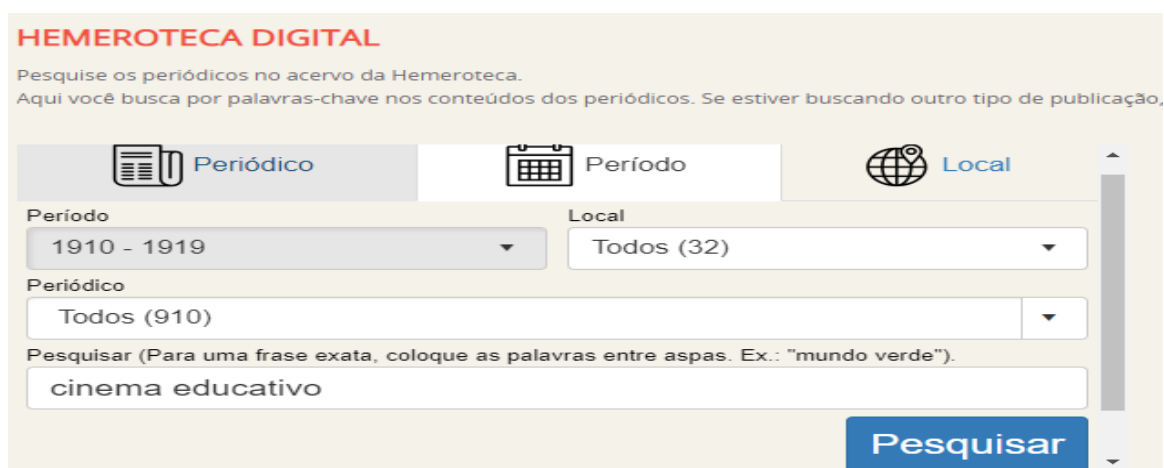 HEMEROTECA DIGITAL
Pesquise os periódicos no acervo da Hemeroteca.
Aqui você busca por palavras-chave nos conteúdos dos periódicos. Se estiver buscando outro tipo de publicação,
Periódico Período Local
Período Local
1910 - 1919 Todos (32)
Periódico
Todos (910)
Pesquisar (Para uma frase exata, coloque as palavras entre aspas. Ex.: "mundo verde").
cinema educativo
Pesquisar